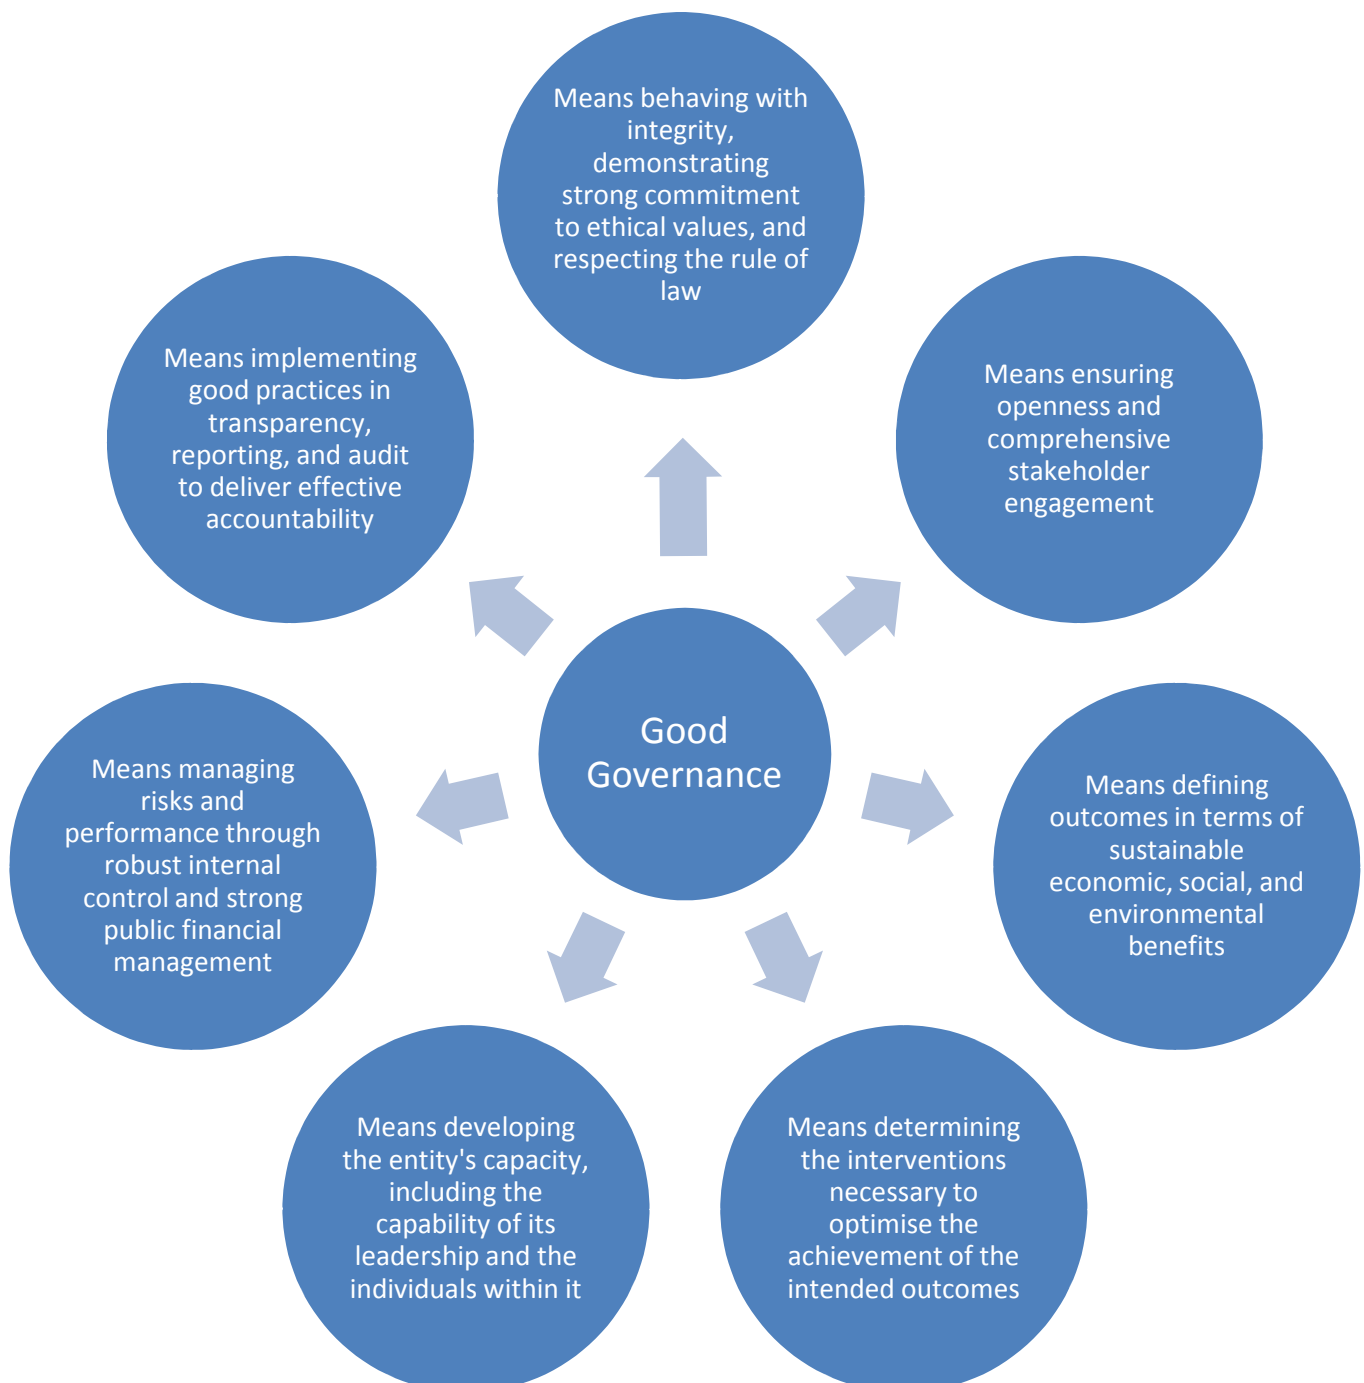 Means behaving with
integrity,
demonstrating
strong commitment
to ethical values, and
respecting the rule of
law
Means ensuring
openness and
comprehensive
stakeholder
engagement
Means defining
outcomes in terms of
sustainable
economic, social, and
environmental
benefits
Means determining
the interventions
necessary to
optimise the
achievement of the
intended outcomes
Means developing
the entity's capacity,
including the
capability of its
leadership and the
individuals within it
Means managing
risks and
performance through
robust internal
control and strong
public financial
management
Means implementing
good practices in
transparency,
reporting, and audit
to deliver effective
accountability
Good
Governance